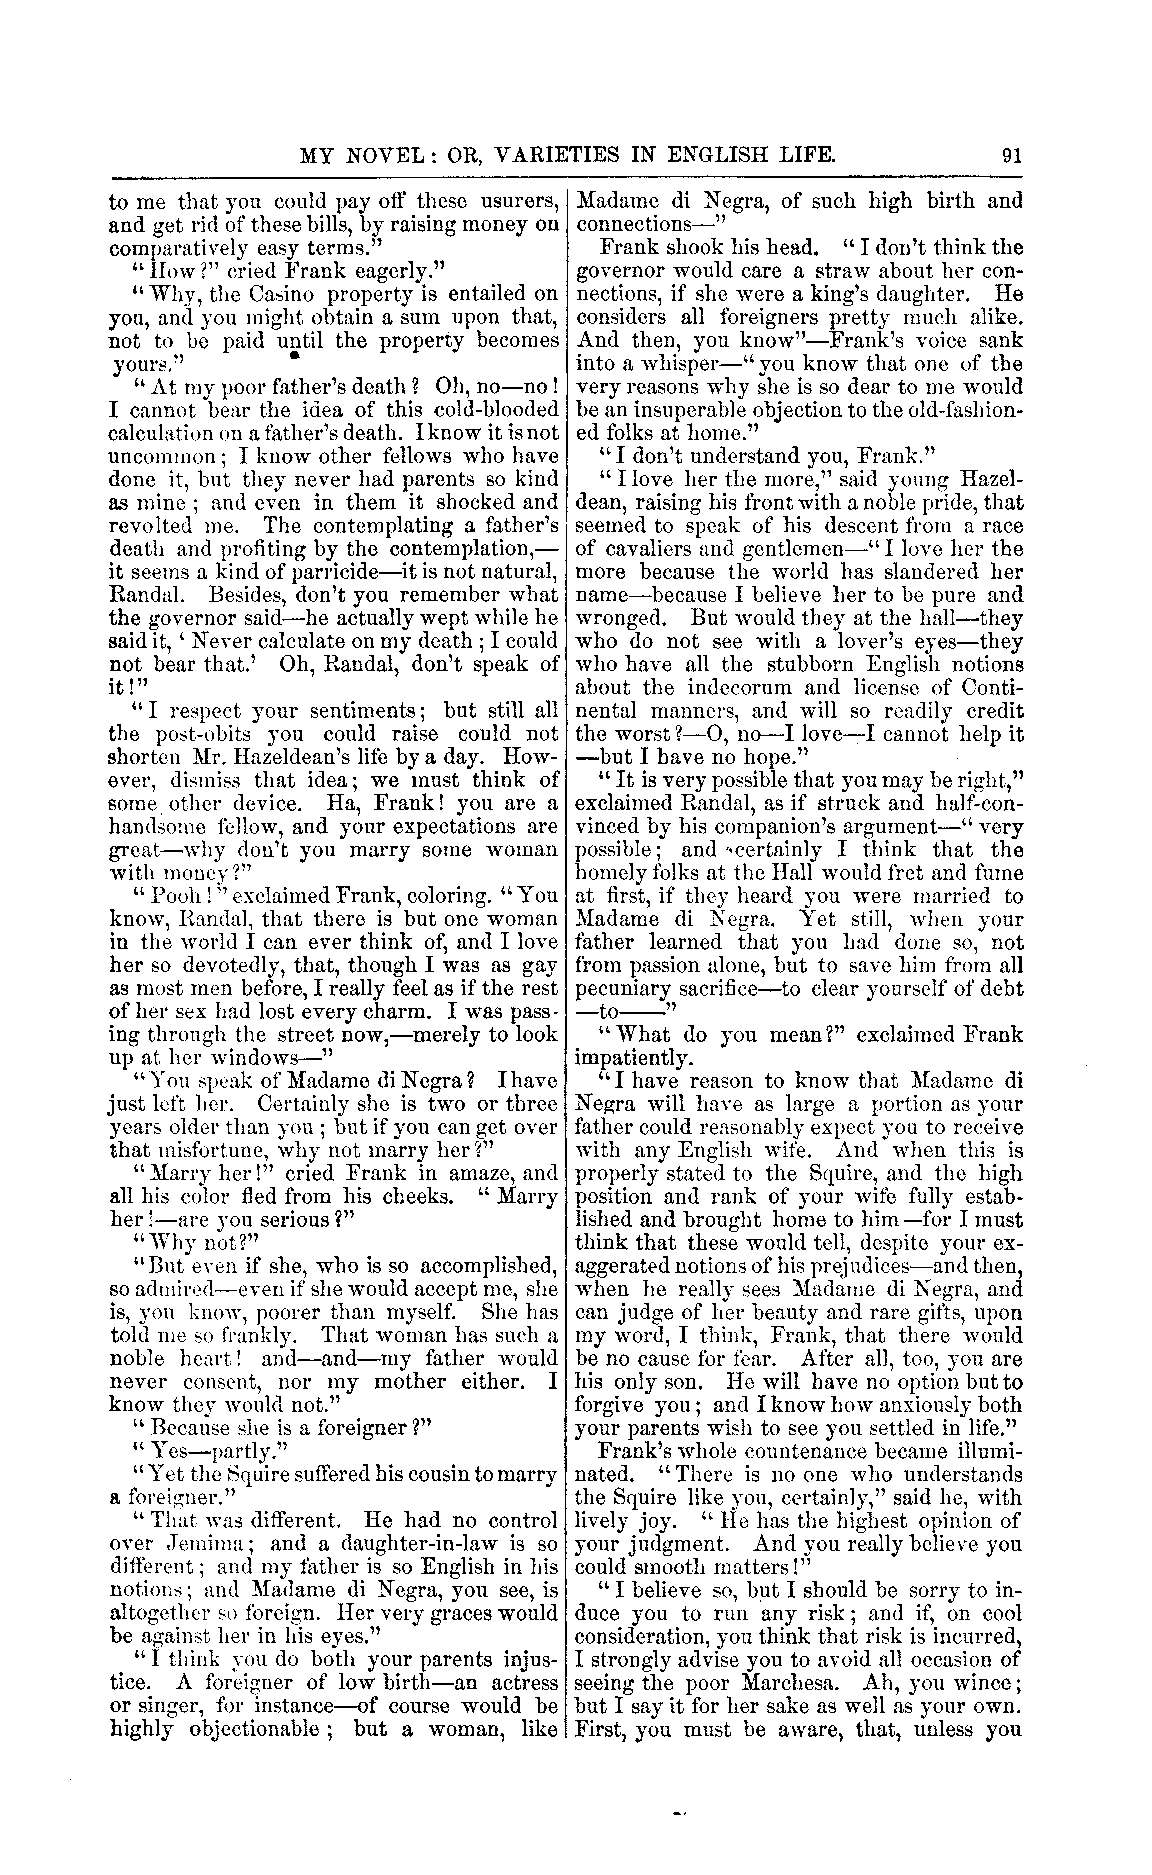 MY NOVEL: OR, VARIETIES IN ENGLISH LIFE. 91
to me that you could pay off these usurers,
and get rid of these bills, by raising money on
comparatively easy terms."
"How?" cried Frank eagerly."
"Why, the Casino property is entailed on
you, and you might obtain a sum upon that,
not to be paid until the property becomes
yours."
"At my poor father's death? Oh, no—no!
I cannot bear the idea of this cold-blooded
calculation on a father's death. I know it is not
uncommon; I know other fellows who have
done it, but they never had parents so kind
as mine; and even in them it shocked and
revolted me. The contemplating a father's
death and profiting by the contemplation,—
it seems a kind of parricide—it is not natural,
Randal. Besides, don't you remember what
the governor said—he actually wept while he
said it, 'Never calculate on my death; I could
not bear that.' Oh, Randal, don't speak of
it!"
"I respect your sentiments; but still all
the post-obits you could raise could not
shorten Mr. Hazeldean's life by a day. How-
ever, dismiss that idea; we must think of
some other device. Ha, Frank! you are a
handsome fellow, and your expectations are
great—why don't you marry some woman
with money?"
"Pooh!" exclaimed Frank, coloring. "You
know, Randal, that there is but one woman
in the world I can ever think of, and I love
her so devotedly, that, though I was as gay
as most men before, I really feel as if the rest
of her sex had lost every charm. I was pass-
ing through the street now,—merely to look
up at her windows—"
"You speak of Madame di Negra? I have
just left her. Certainly she is two or three
years older than you; but if you can get over
that misfortune, why not marry her?"
"Marry her!" cried Frank in amaze, and
all his color fled from his cheeks. "Marry
her!—are you serious?"
"Why not?"
"But even if she, who is so accomplished,
so admired—even if she would accept me, she
is, you know, poorer than myself. She has
told me so frankly. That woman has such a
noble heart! and—and—my father would
never consent, nor my mother either. I
know they would not."
"Because she is a foreigner?"
"Yes—partly."
"Yet the Squire suffered his cousin to marry
a foreigner."
"That was different. He had no control
over Jemima; and a daughter-in-law is so
different; and my father is so English in his
notions; and Madame di Negra, you see, is
altogether so foreign. Her very graces would
be against her in his eyes."
"I think you do both your parents injus-
tice. A foreigner of low birth—an actress
or singer, for instance—of course would be
highly objectionable; but a woman, like
Madame di Negra, of such high birth and
connections—"
Frank shook his head. "I don't think the
governor would care a straw about her con-
nections, if she were a king's daughter. He
considers all foreigners pretty much alike.
And then, you know"—Frank's voice sank
into a whisper—"you know that one of the
very reasons why she is so dear to me would
be an insuperable objection to the old-fashion-
ed folks at home."
"I don't understand you, Frank."
"I love her the more," said young Hazel-
dean, raising his front with a noble pride, that
seemed to speak of his descent from a race
of cavaliers and gentlemen—"I love her the
more because the world has slandered her
name—because I believe her to be pure and
wronged. But would they at the hall—they
who do not see with a lover's eyes—they
who have all the stubborn English notions
about the indecorum and license of Conti-
nental manners, and will so readily credit
the worst?—O, no—I love—I cannot help it
—but I have no hope."
"It is very possible that you may be right,"
exclaimed Randal, as if struck and half-con-
vinced by his companion's argument—"very
possible; and certainly I think that the
homely folks at the Hall would fret and fume
at first, if they heard you were married to
Madame di Negra. Yet still, when your
father learned that you had done so, not
from passion alone, but to save him from all
pecuniary sacrifice—to clear yourself of debt
—to——"
"What do you mean?" exclaimed Frank
impatiently.
"I have reason to know that Madame di
Negra will have as large a portion as your
father could reasonably expect you to receive
with any English wife. And when this is
properly stated to the Squire, and the high
position and rank of your wife fully estab-
lished and brought home to him—for I must
think that these would tell, despite your ex-
aggerated notions of his prejudices—and then,
when he really sees Madame di Negra, and
can judge of her beauty and rare gifts, upon
my word, I think, Frank, that there would
be no cause for fear. After all, too, you are
his only son. He will have no option but to
forgive you; and I know how anxiously both
your parents wish to see you settled in life."
Frank's whole countenance became illumi-
nated. "There is no one who understands
the Squire like you, certainly," said he, with
lively joy. "He has the highest opinion of
your judgment. And you really believe you
could smooth matters!"
"I believe so, but I should be sorry to in-
duce you to run any risk; and if, on cool
consideration, you think that risk is incurred,
I strongly advise you to avoid all occasion of
seeing the poor Marchesa. Ah, you wince;
but I say it for her sake as well as your own.
First, you must be aware, that, unless you